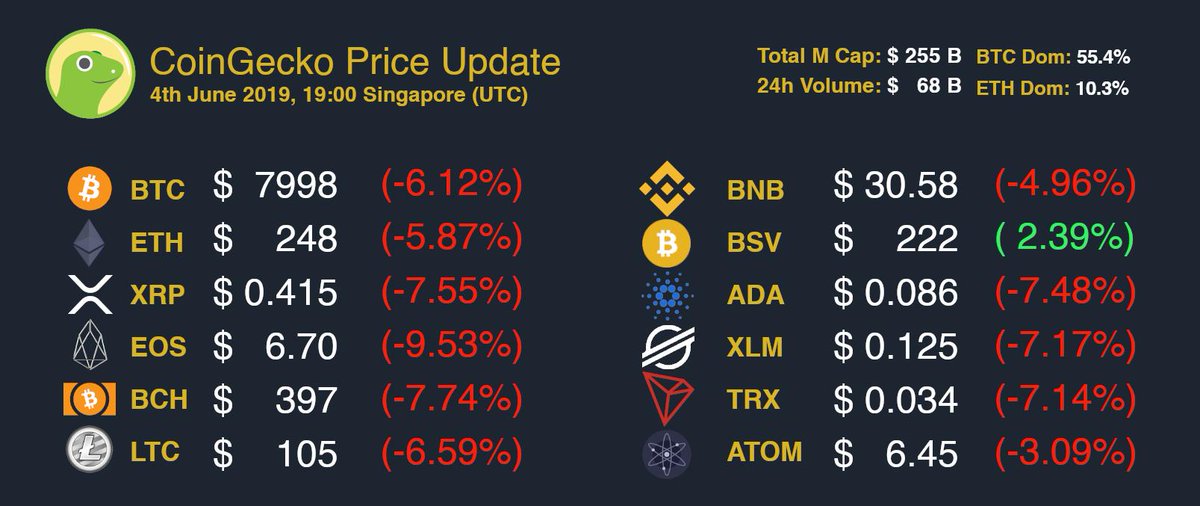 CoinGecko Price Update
4th June 2019, 19:00 Singapore (UTC)
Total M Cap: $ 255 B BTC Dom: 55.4%
24h Volume: $ 68 B ETH Dom: 10.3%
BTC $ 7998 (-6.12%)
ETH $ 248 (-5.87%)
XRP $ 0.415 (-7.55%)
EOS $ 6.70 (-9.53%)
BCH $ 397 (-7.74%)
LTC $ 105 (-6.59%)
BNB $ 30.58 (-4.96%)
BSV $ 222 ( 2.39%)
ADA $ 0.086 (-7.48%)
XLM $ 0.125 (-7.17%)
TRX $ 0.034 (-7.14%)
ATOM $ 6.45 (-3.09%)